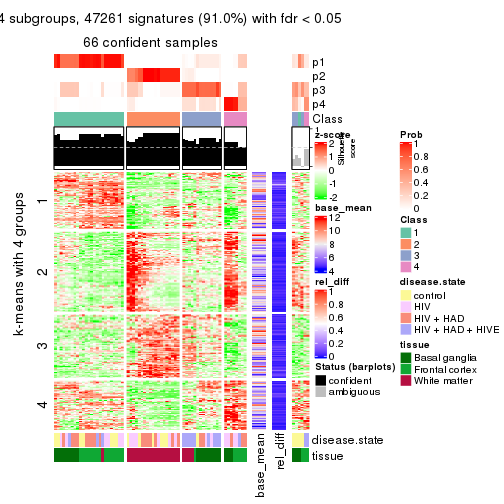 4 subgroups, 47261 signatures (91.0%) with fdr < 0.05
66 confident samples
p1
p2
p3
p4
Class
1
Silhouette
score
k-means with 4 groups
1
2
3
4
base_mean
rel_diff
disease.state
tissue
z-score
2
1
0
-1
-2
base_mean
12
10
8
6
4
rel_diff
1
0.8
0.6
0.4
0.2
0
Status (barplots)
confident
ambiguous
Prob
1
0.8
0.6
0.4
0.2
0
Class
1
2
3
4
disease.state
control
HIV
HIV + HAD
HIV + HAD + HIVE
tissue
Basal ganglia
Frontal cortex
White matter